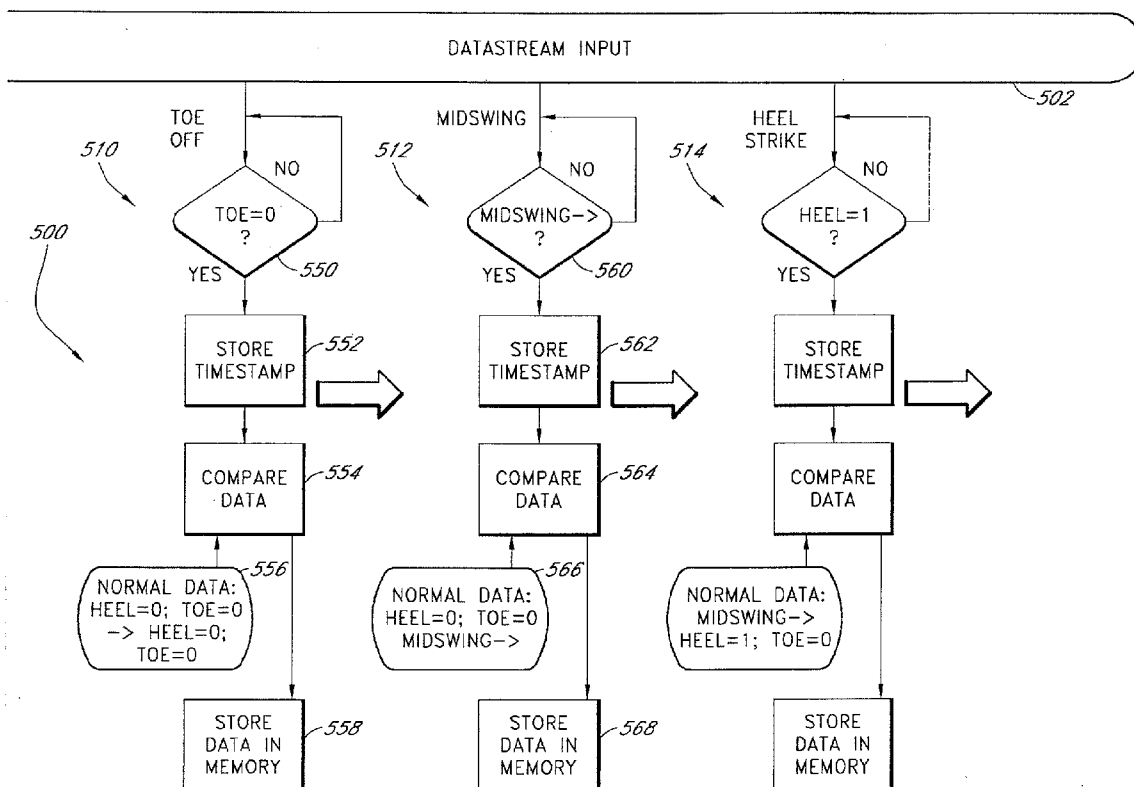 DATASTREAM INPUT
502
TOE
OFF
MIDSWING
HEEL
STRIKE
510
512
514
NO
NO
NO
TOE=0
?
MIDSWING->
?
HEEL=1
?
500
550
560
YES
YES
YES
STORE
TIMESTAMP
552
STORE
TIMESTAMP
562
STORE
TIMESTAMP
COMPARE
DATA
554
COMPARE
DATA
564
COMPARE
DATA
556
NORMAL DATA:
HEEL=0; TOE=0
-> HEEL=0;
TOE=0
566
NORMAL DATA:
HEEL=0; TOE=0
MIDSWING->
NORMAL DATA:
MIDSWING->
HEEL=1; TOE=0
STORE
DATA IN
MEMORY
558
STORE
DATA IN
MEMORY
568
STORE
DATA IN
MEMORY